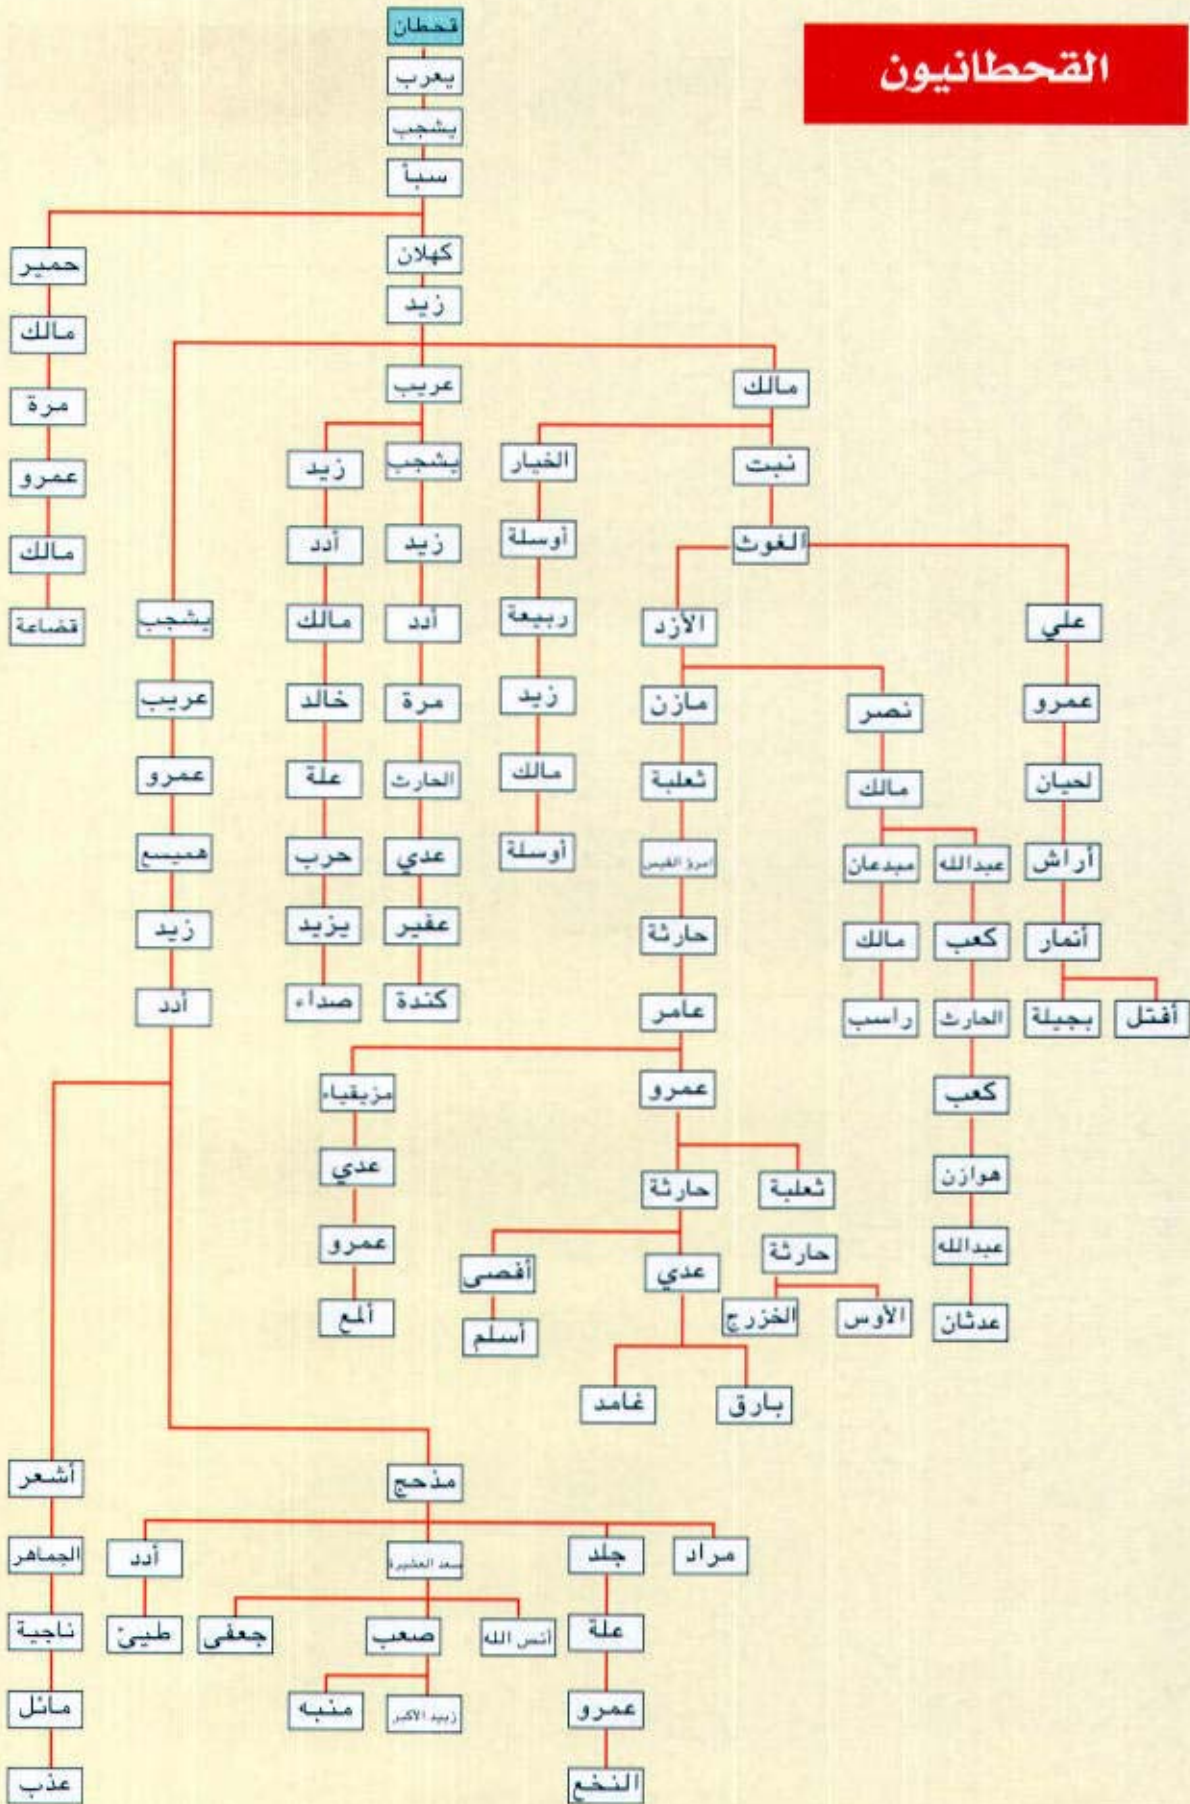 القحطانيون
قحطان
يعرب
يشجب
سبأ
حمير
مالك
مرة
عمرو
مالك
قضاعة
كهلان
زيد
مالك
عريب
يشجب
نبت
الخيار
الغوث
علي
عمرو
لحيان
أراش
أنمار
أفتل
بجيلة
الأزد
نصر
مالك
عبدالله
كعب
الحارث
كعب
هوازن
عبدالله
عدثان
ميدعان
مالك
راسب
مازن
ثعلبة
امرؤ القيس
حارثة
عامر
عمرو
ثعلبة
حارثة
الأوس
الخزرج
حارثة
عدي
بارق
غامد
أفصى
أسلم
مزيقياء
عدي
عمرو
ألمع
أوسلة
ربيعة
زيد
مالك
أوسلة
يشجب
زيد
أدد
مرة
الحارث
عدي
عفير
كندة
زيد
أدد
مالك
خالد
علة
حرب
يزيد
صداء
عريب
عمرو
هميسع
زيد
أدد
مذحج
أشعر
الجماهر
ناجية
مائل
عذب
مراد
جلد
علة
عمرو
النخع
سعد العشيرة
أنس الله
صعب
جعفى
زبيد الأكبر
منبه
أدد
طيئ